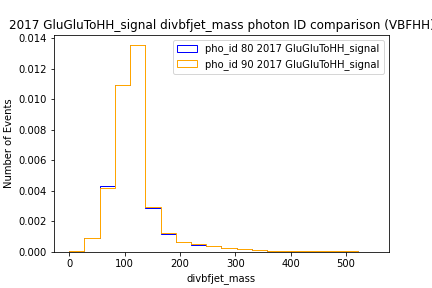 2017 GluGluToHH_signal divbfjet_mass photon ID comparison (VBFHH)
pho_id 80 2017 GluGluToHH_signal
pho_id 90 2017 GluGluToHH_signal
0.014
0.012
0.010
0.008
0.006
0.004
0.002
0.000
Number of Events
0 100 200 300 400 500
divbfjet_mass